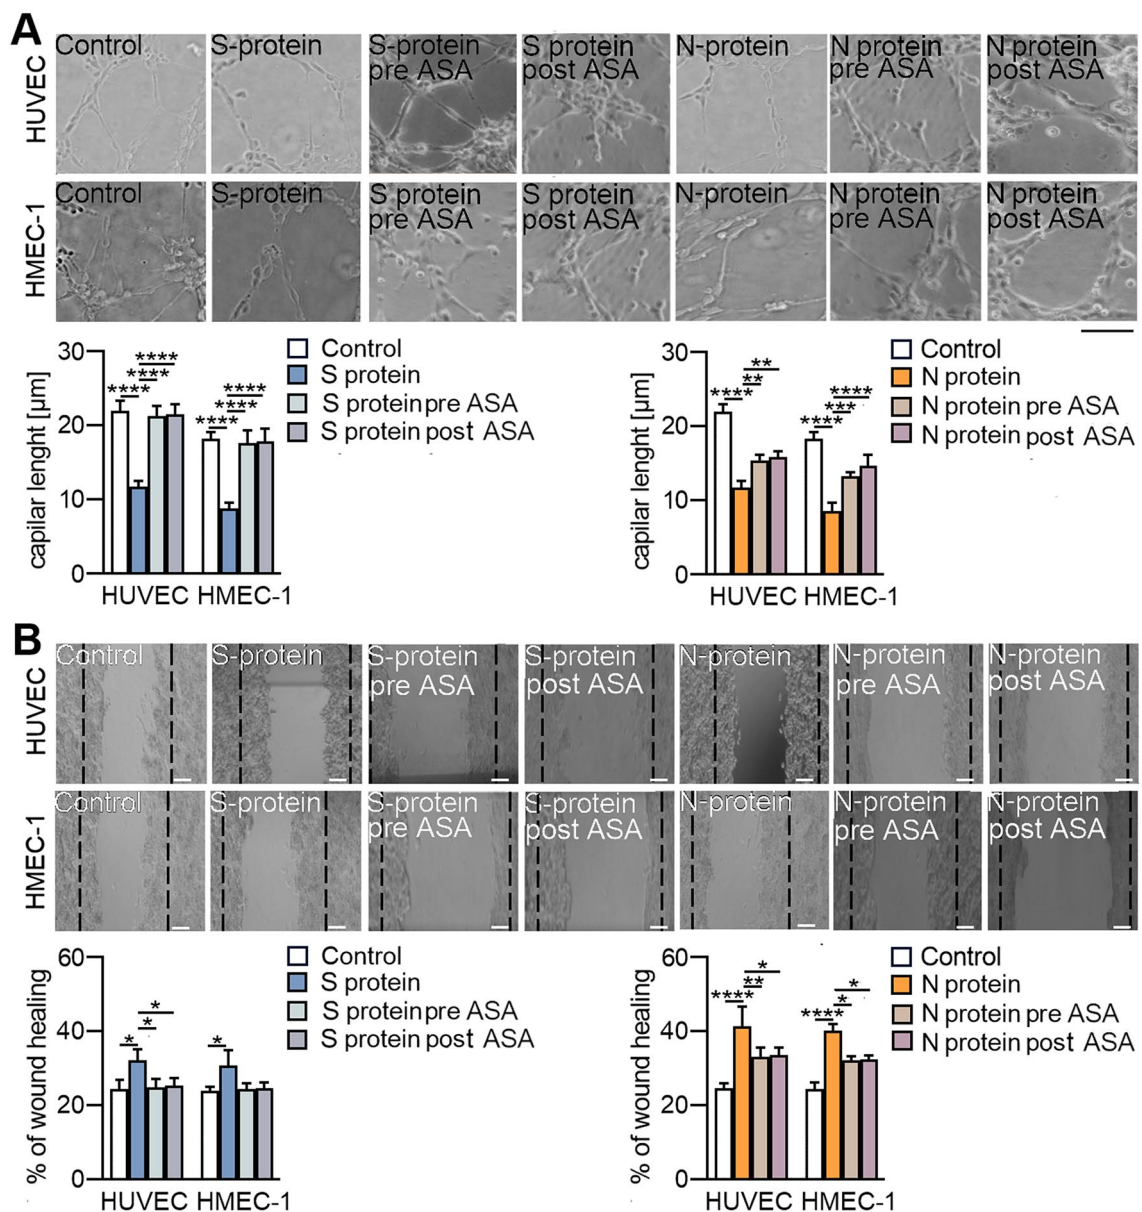 A
HUVEC
Control
S-protein
S-protein
pre ASA
S protein
post ASA
N-protein
N protein
pre ASA
N protein
post ASA
HMEC-1
Control
S-protein
S protein
pre ASA
S protein
post ASA
N-protein
N protein
pre ASA
N protein
post ASA
capilar lenght [µm]
30
20
10
0
**** **** ****
**** **** ****
HUVEC HMEC-1
Control
S protein
S protein pre ASA
S protein post ASA
capilar lenght [µm]
30
20
10
0
**** ** **
**** *** ****
HUVEC HMEC-1
Control
N protein
N protein pre ASA
N protein post ASA
B
HUVEC
Control
S-protein
S-protein
pre ASA
S-protein
post ASA
N-protein
N-protein
pre ASA
N-protein
post ASA
HMEC-1
Control
S-protein
S-protein
pre ASA
S-protein
post ASA
N-protein
N-protein
pre ASA
N-protein
post ASA
% of wound healing
60
40
20
0
* * *
*
HUVEC HMEC-1
Control
S protein
S protein pre ASA
S protein post ASA
% of wound healing
60
40
20
0
**** ** *
**** * *
HUVEC HMEC-1
Control
N protein
N protein pre ASA
N protein post ASA